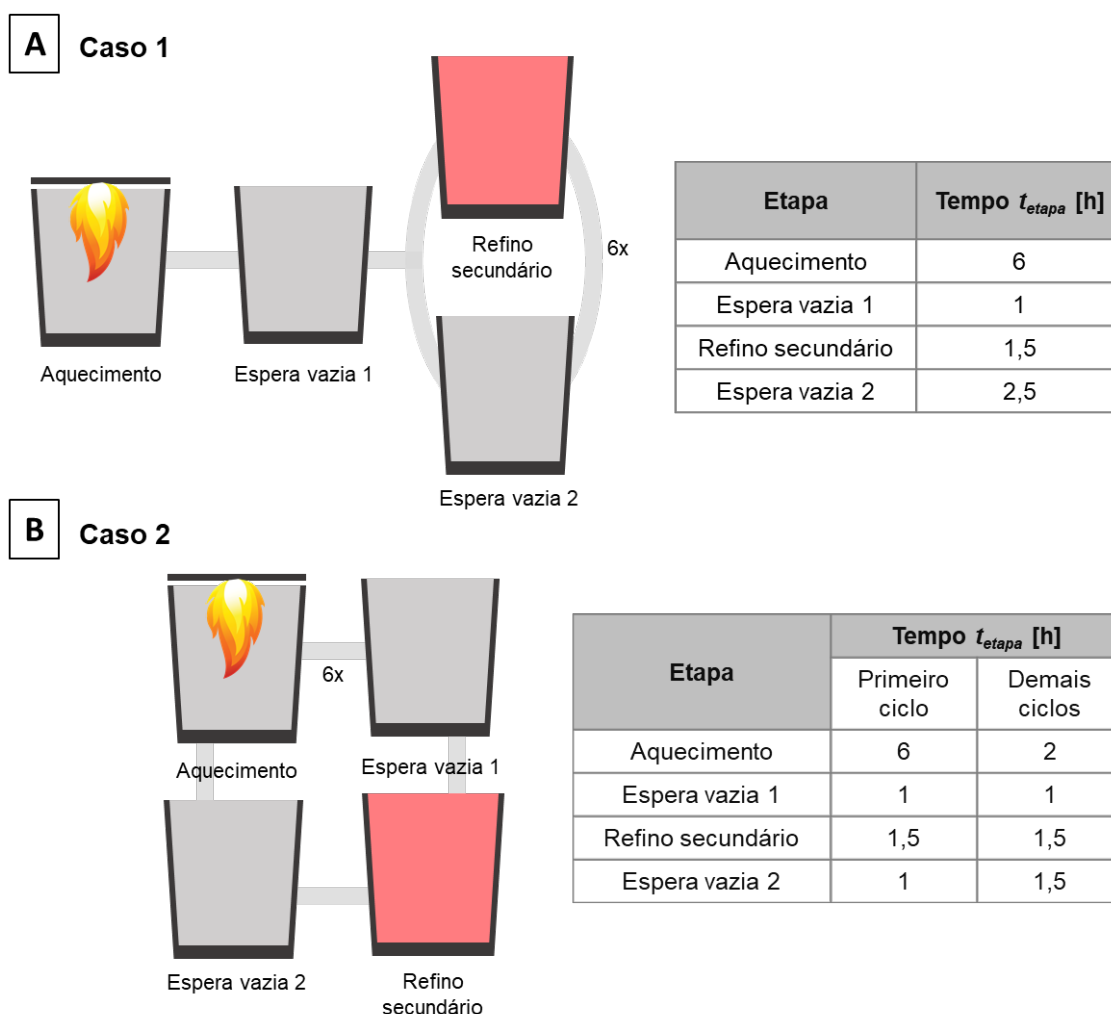 A Caso 1
Aquecimento
Espera vazia 1
Refino
secundário
6x
Espera vazia 2
Etapa Tempo t_etapa [h]
Aquecimento 6
Espera vazia 1 1
Refino secundário 1,5
Espera vazia 2 2,5
B Caso 2
6x
Aquecimento
Espera vazia 1
Espera vazia 2
Refino
secundário
Etapa Tempo t_etapa [h]
Primeiro
ciclo
Demais
ciclos
Aquecimento 6 2
Espera vazia 1 1 1
Refino secundário 1,5 1,5
Espera vazia 2 1 1,5